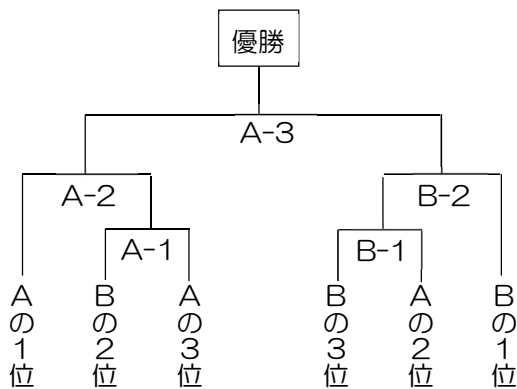 優勝
A-3
A-2
B-2
A-1
B-1
Aの1位
Bの2位
Aの3位
Bの3位
Aの2位
Bの1位